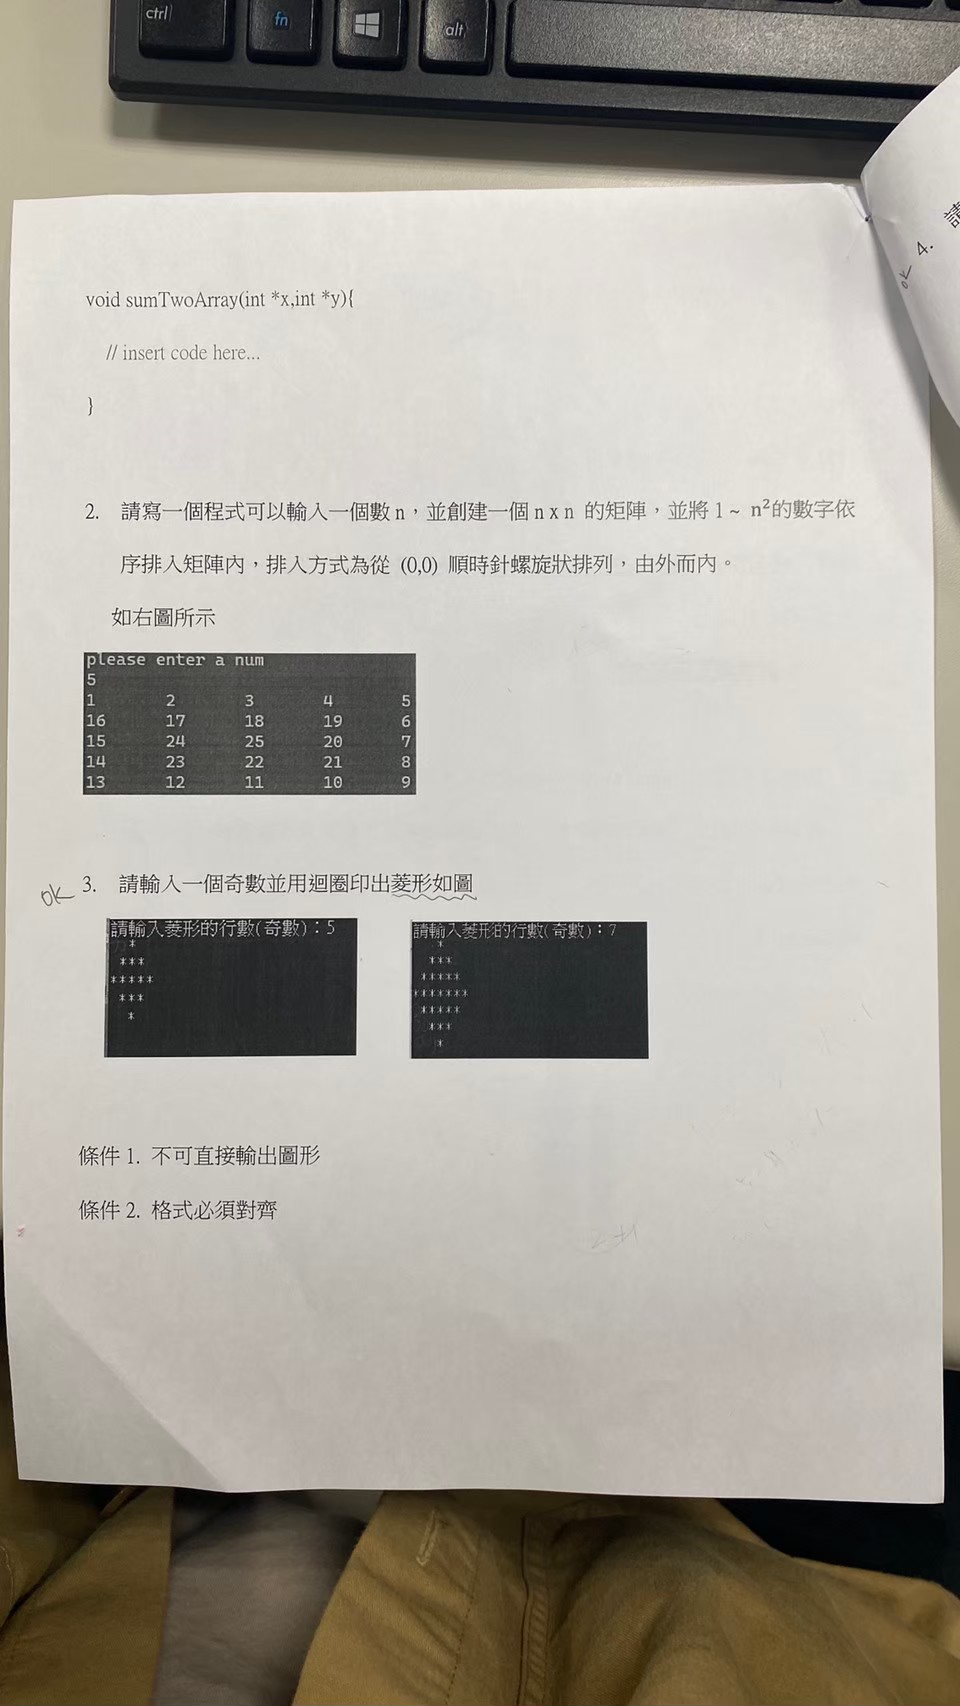 ctrl
fn
alt
4.
ok
void sumTwoArray(int *x,int *y){
// insert code here...
}
2. 請寫一個程式可以輸入一個數 n，並創建一個 n x n 的矩陣，並將 1 ~ n²的數字依
序排入矩陣內，排入方式為從 (0,0) 順時針螺旋狀排列，由外而內。
如右圖所示
please enter a num
5
1 2 3 4 5
16 17 18 19 6
15 24 25 20 7
14 23 22 21 8
13 12 11 10 9
ok 3. 請輸入一個奇數並用迴圈印出菱形如圖
請輸入菱形的行數(奇數)：5
*
***
*****
***
*
請輸入菱形的行數(奇數)：7
*
***
*****
*******
*****
***
*
條件 1. 不可直接輸出圖形
條件 2. 格式必須對齊